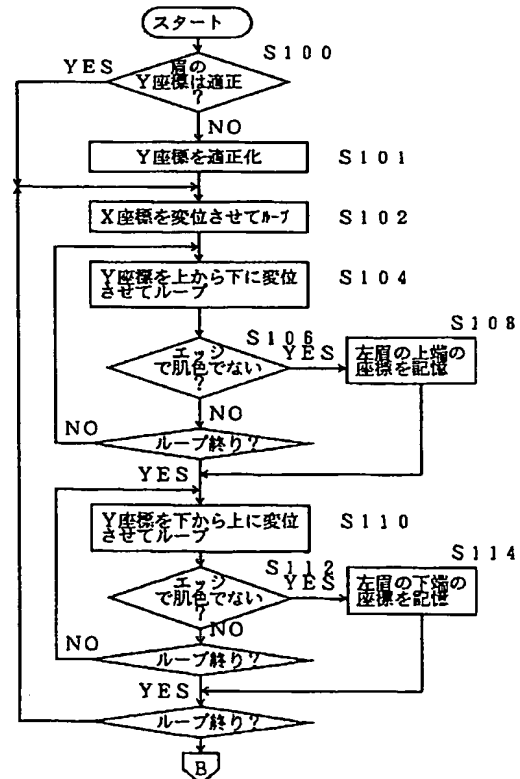 スタート
S100
YES
眉の
Y座標は適正
?
NO
Y座標を適正化
S101
X座標を変位させてループ
S102
Y座標を上から下に変位
させてループ
S104
S106
エッジ
で肌色でない
?
YES
S108
左眉の上端の
座標を記憶
NO
NO
ループ終り?
YES
Y座標を下から上に変位
させてループ
S110
S112
エッジ
で肌色でない
?
YES
S114
左眉の下端の
座標を記憶
NO
NO
ループ終り?
YES
ループ終り?
B